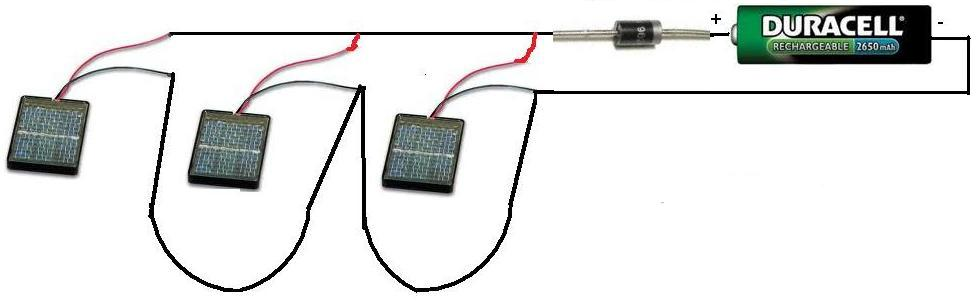 +
DURACELL®
-
RECHARGEABLE 2650 mAh